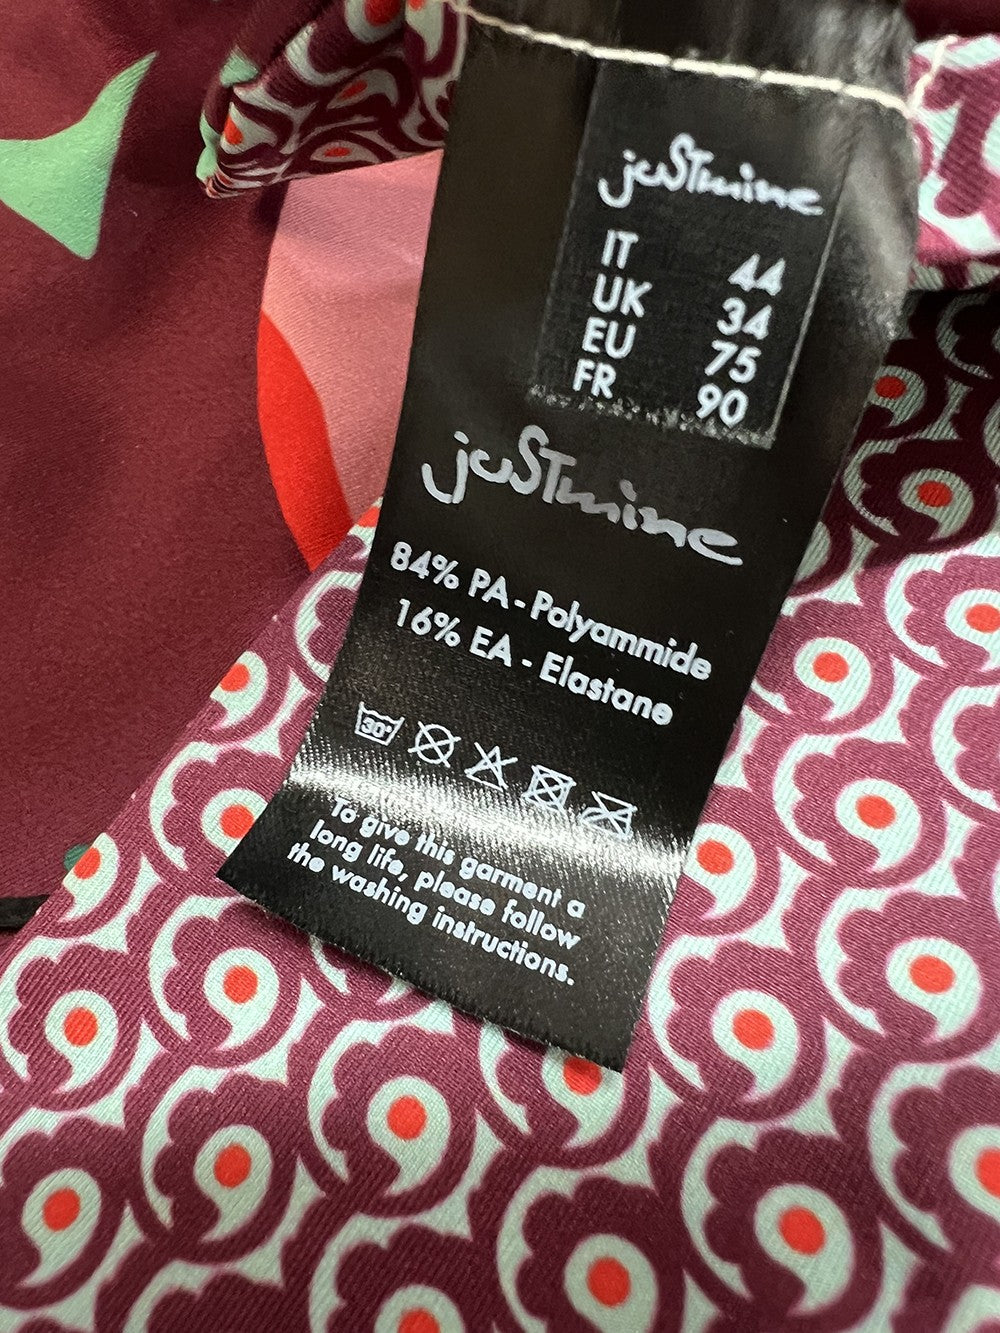 jusTmine
IT 44
UK 34
EU 75
FR 90
jusTmine
84% PA - Polyammide
16% EA - Elastane
30°
To give this garment a
long life, please follow
the washing instructions.